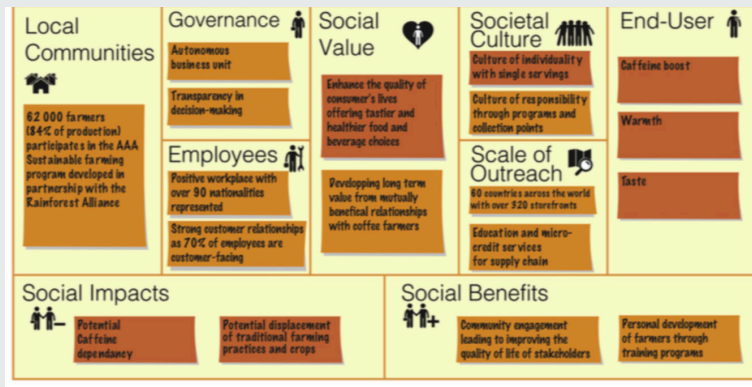 Local
Communities
62 000 farmers
(84% of production)
participates in the AAA
Sustainable farming
program developed in
partnership with the
Rainforest Alliance
Governance
Autonomous
business unit
Transparency in
decision-making
Employees
Positive workplace with
over 90 nationalities
represented
Strong customer relationships
as 70% of employees are
customer-facing
Social
Value
Enhance the quality of
consumer's lives
offering tastier and
healthier food and
beverage choices
Developping long term
value from mutually
benefical relationships
with coffee farmers
Societal
Culture
Culture of individuality
with single servings
Culture of responsibility
through programs and
collection points
Scale of
Outreach
60 countries across the world
with over 320 storefronts
Education and micro-
credit services
for supply chain
End-User
Caffeine boost
Warmth
Taste
Social Impacts
Potential
Caffeine
dependancy
Potential displacement
of traditional farming
practices and crops
Social Benefits
Community engagement
leading to improving the
quality of life of stakeholders
Personal development
of farmers through
training programs